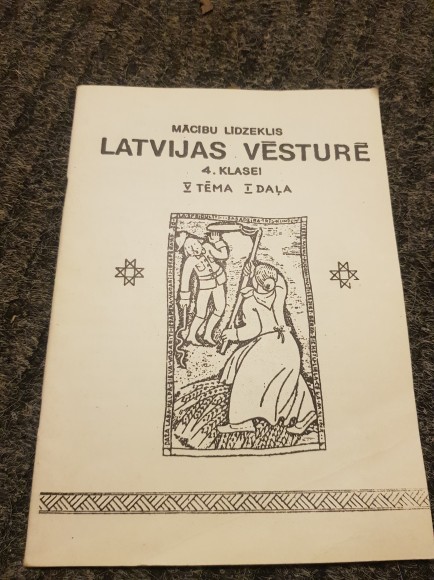 MĀCĪBU LĪDZEKLIS
LATVIJAS VĒSTURĒ
4. KLASEI
V TĒMA I DAĻA